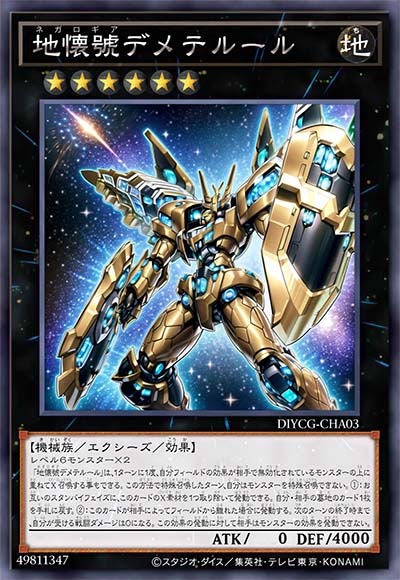 ネガロギア
地懐號デメテルール
ち
地
DIYCG-CHA03
きかいぞく こうか
【機械族/エクシーズ/効果】
レベル6モンスター×2
「地懐號デメテルール」は、1ターンに1度、自分フィールドの効果が相手で無効化されているモンスターの上に
重ねてX召喚する事もできる。この方法で特殊召喚したターン、自分はモンスターを特殊召喚できない。①:お
互いのスタンバイフェイズに、このカードのX素材を1つ取り除いて発動できる。自分・相手の墓地のカード1枚
を手札に戻す。②:このカードが相手によってフィールドから離れた場合に発動する。次のターンの終了時まで
自分が受ける戦闘ダメージは0になる。この効果の発動に対して相手はモンスターの効果を発動できない。
ATK/ 0 DEF/4000
49811347 ©スタジオ・ダイス/集英社・テレビ東京・KONAMI